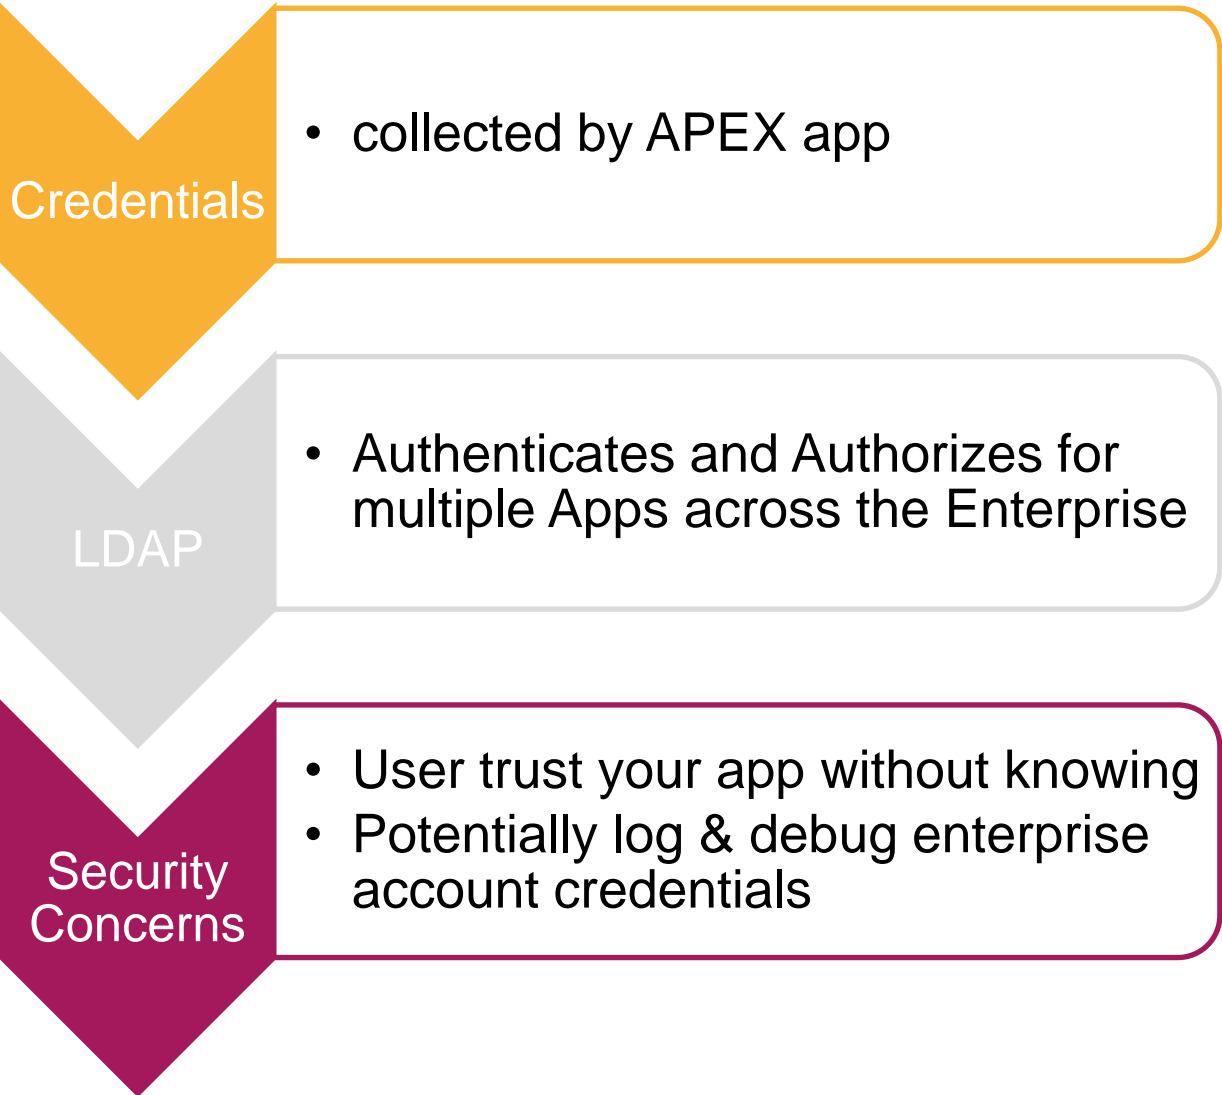 Credentials
• collected by APEX app
LDAP
• Authenticates and Authorizes for
multiple Apps across the Enterprise
Security
Concerns
• User trust your app without knowing
• Potentially log & debug enterprise
account credentials